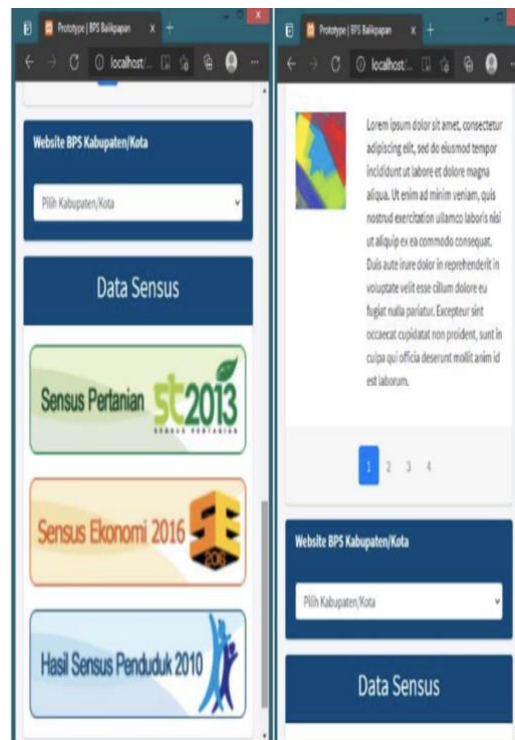 Prototype | BPS Balikpapan
localhost/...
Website BPS Kabupaten/Kota
Pilih Kabupaten/Kota
Data Sensus
Sensus Pertanian st2013
SENSUS PERTANIAN
Sensus Ekonomi 2016 SE
2016
Hasil Sensus Penduduk 2010
Prototype | BPS Balikpapan
localhost/...
Lorem ipsum dolor sit amet, consectetur
adipiscing elit, sed do eiusmod tempor
incididunt ut labore et dolore magna
aliqua. Ut enim ad minim veniam, quis
nostrud exercitation ullamco laboris nisi
ut aliquip ex ea commodo consequat.
Duis aute irure dolor in reprehenderit in
voluptate velit esse cillum dolore eu
fugiat nulla pariatur. Excepteur sint
occaecat cupidatat non proident, sunt in
culpa qui officia deserunt mollit anim id
est laborum.
1 2 3 4
Website BPS Kabupaten/Kota
Pilih Kabupaten/Kota
Data Sensus